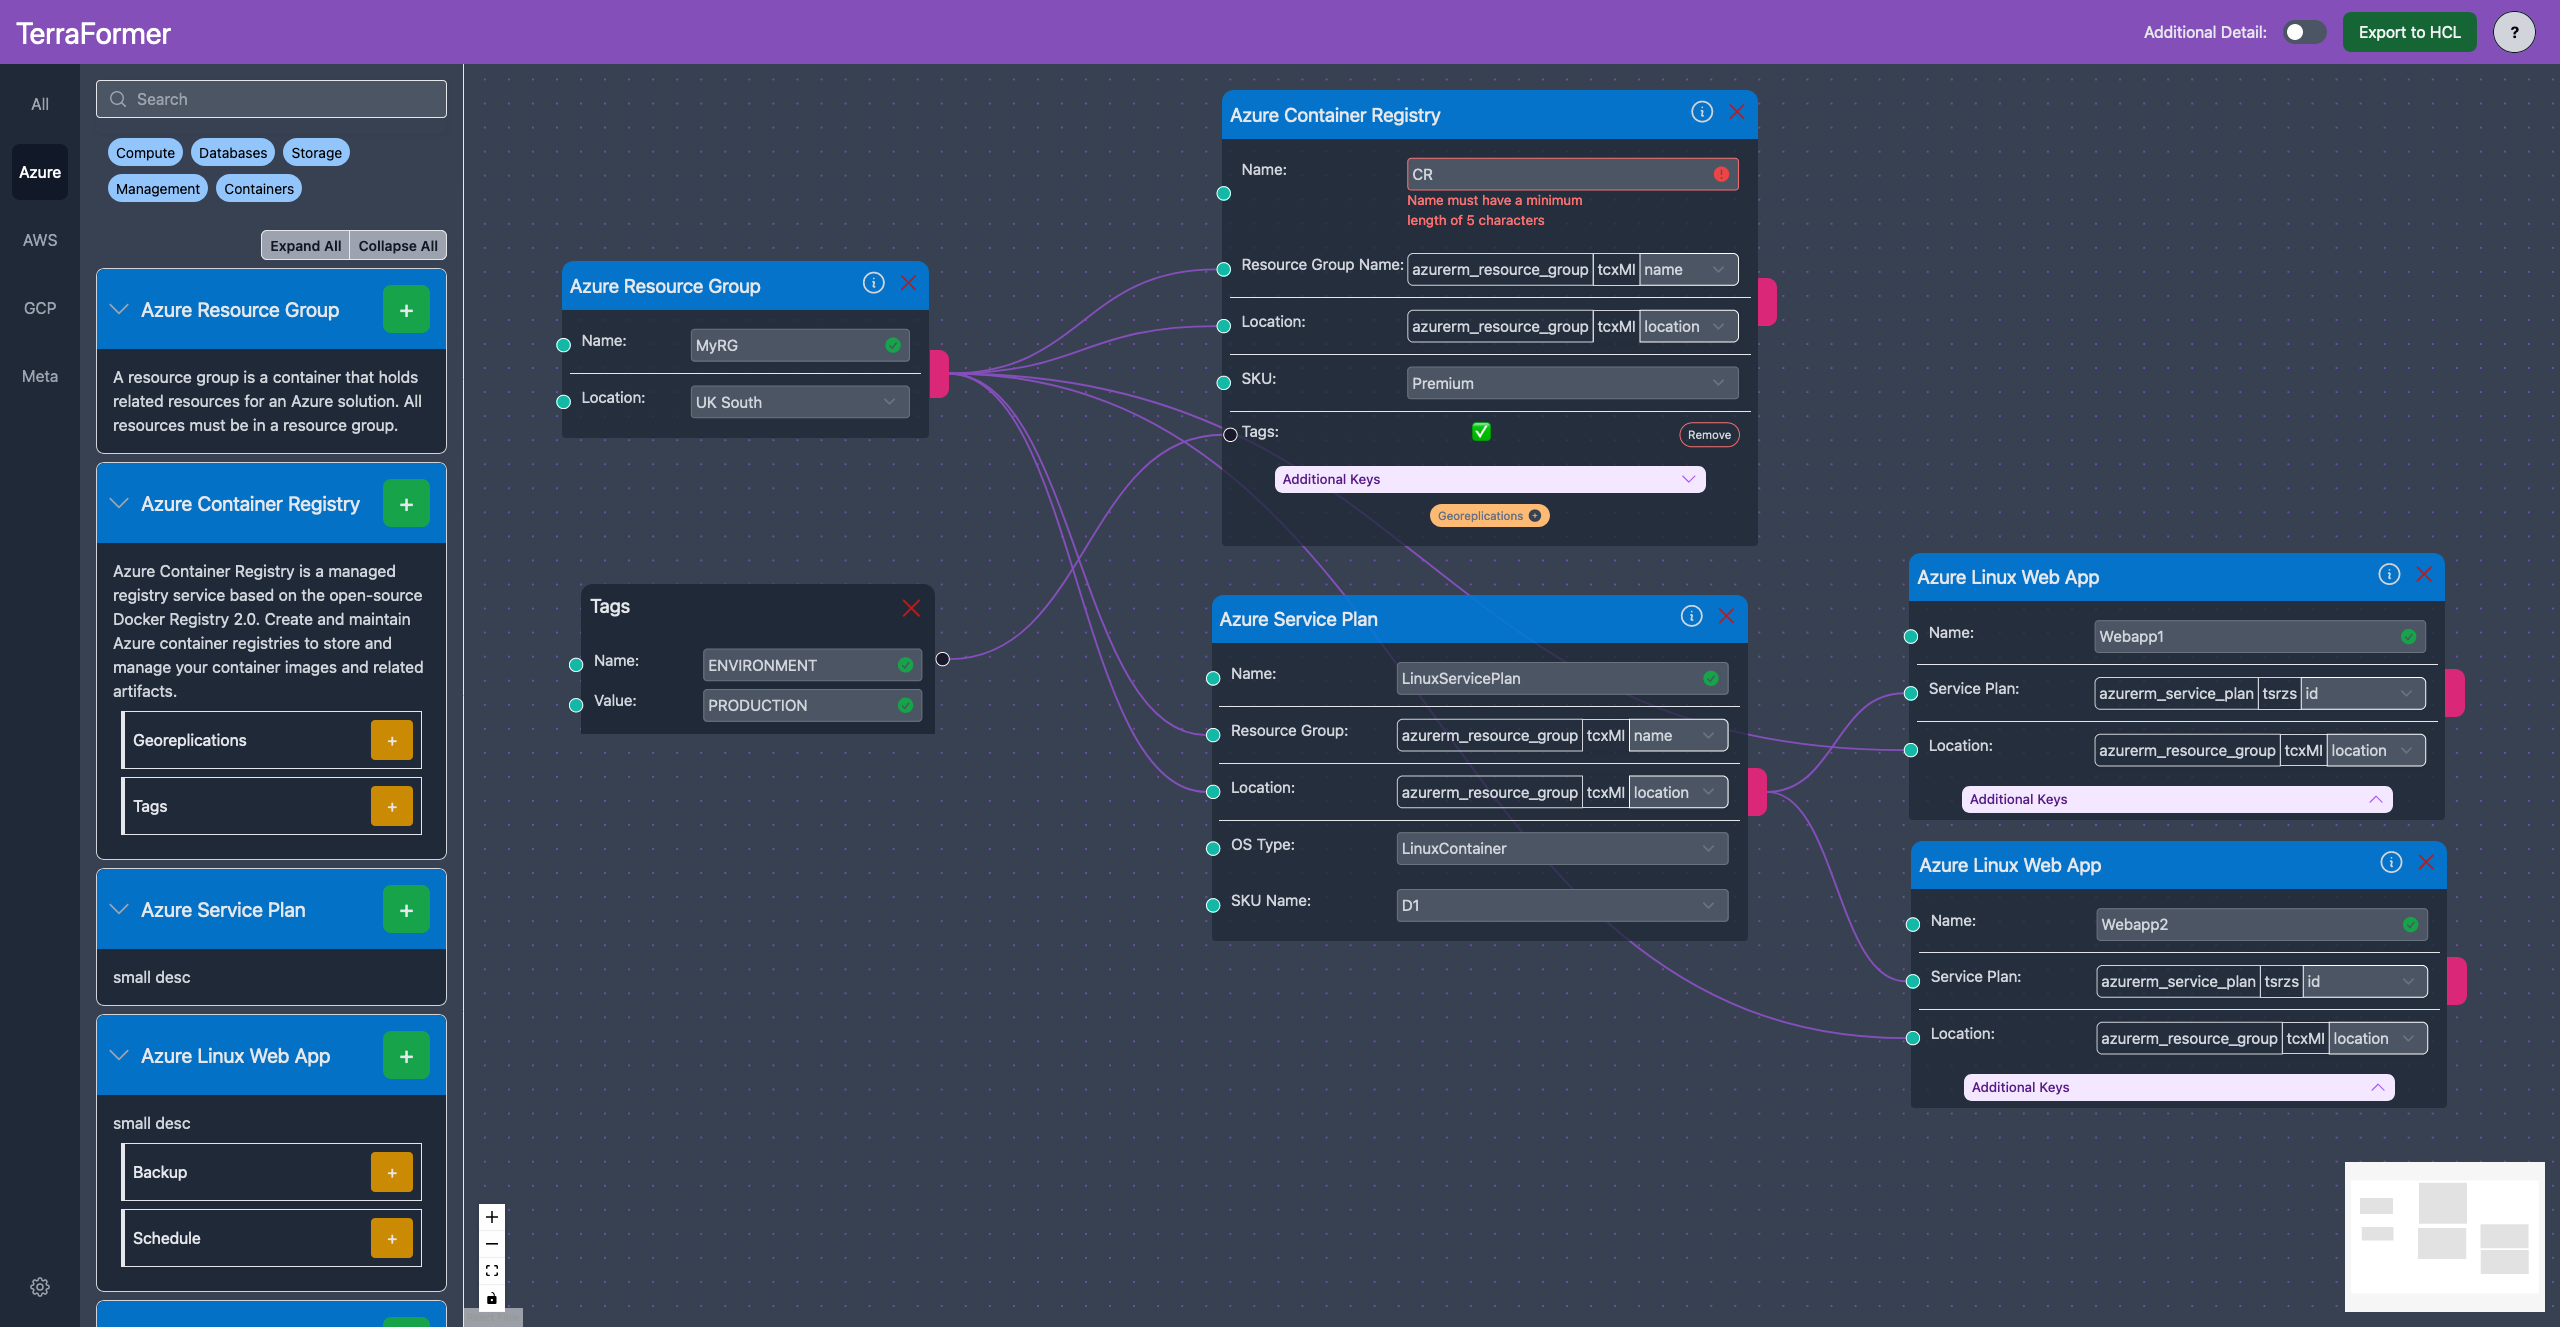 TerraFormer
Additional Detail:
Export to HCL
?
All
Azure
AWS
GCP
Meta
Search
Compute
Databases
Storage
Management
Containers
Expand All
Collapse All
Azure Resource Group
+
A resource group is a container that holds
related resources for an Azure solution. All
resources must be in a resource group.
Azure Container Registry
+
Azure Container Registry is a managed
registry service based on the open-source
Docker Registry 2.0. Create and maintain
Azure container registries to store and
manage your container images and related
artifacts.
Georeplications
+
Tags
+
Azure Service Plan
+
small desc
Azure Linux Web App
+
small desc
Backup
+
Schedule
+
Azure Resource Group
Name:
MyRG
Location:
UK South
Tags
Name:
ENVIRONMENT
Value:
PRODUCTION
Azure Container Registry
Name:
CR
Name must have a minimum
length of 5 characters
Resource Group Name:
azurerm_resource_group tcxMI name
Location:
azurerm_resource_group tcxMI location
SKU:
Premium
Tags:
Remove
Additional Keys
Georeplications
Azure Service Plan
Name:
LinuxServicePlan
Resource Group:
azurerm_resource_group tcxMI name
Location:
azurerm_resource_group tcxMI location
OS Type:
LinuxContainer
SKU Name:
D1
Azure Linux Web App
Name:
Webapp1
Service Plan:
azurerm_service_plan tsrzs id
Location:
azurerm_resource_group tcxMI location
Additional Keys
Azure Linux Web App
Name:
Webapp2
Service Plan:
azurerm_service_plan tsrzs id
Location:
azurerm_resource_group tcxMI location
Additional Keys